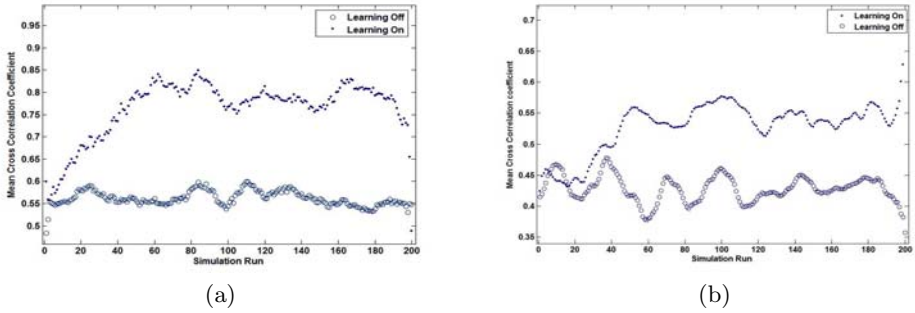 0.95
0.9
0.85
0.8
0.75
0.7
0.65
0.6
0.55
0.5
Mean Cross Correlation Coefficient
Learning Off
Learning On
0 20 40 60 80 100 120 140 160 180 200
Simulation Run
(a)
0.7
0.65
0.6
0.55
0.5
0.45
0.4
0.35
Mean Cross Correlation coefficient
Learning On
Learning Off
0 20 40 60 80 100 120 140 160 180 200
Simulation Run
(b)